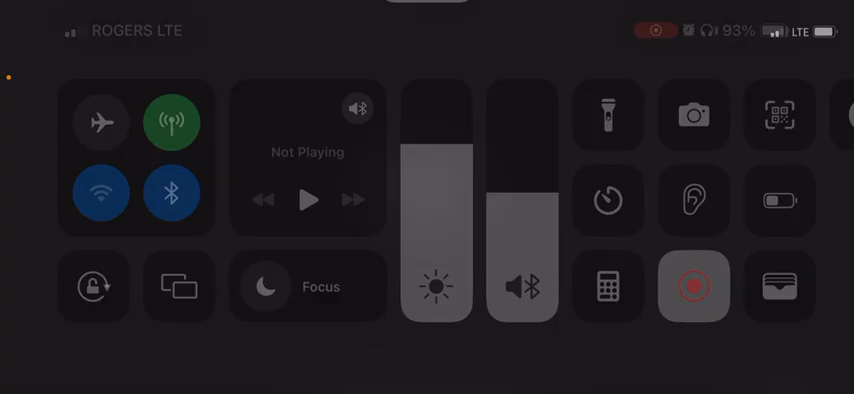 ROGERS LTE
93%
LTE
Not Playing
Focus